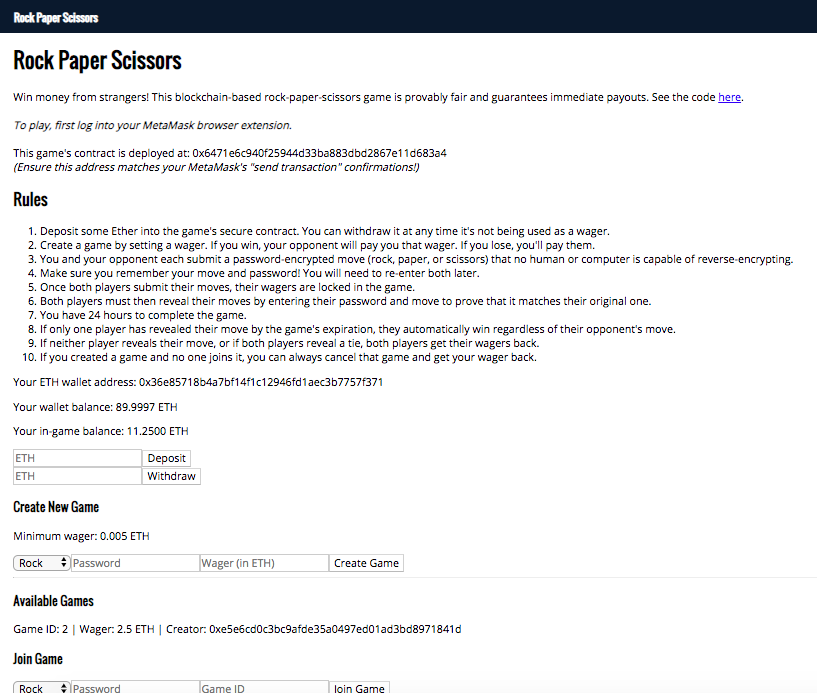 Rock Paper Scissors
Rock Paper Scissors
Win money from strangers! This blockchain-based rock-paper-scissors game is provably fair and guarantees immediate payouts. See the code here.
To play, first log into your MetaMask browser extension.
This game's contract is deployed at: 0x6471e6c940f25944d33ba883dbd2867e11d683a4
(Ensure this address matches your MetaMask's "send transaction" confirmations!)
Rules
1. Deposit some Ether into the game's secure contract. You can withdraw it at any time it's not being used as a wager.
2. Create a game by setting a wager. If you win, your opponent will pay you that wager. If you lose, you'll pay them.
3. You and your opponent each submit a password-encrypted move (rock, paper, or scissors) that no human or computer is capable of reverse-encrypting.
4. Make sure you remember your move and password! You will need to re-enter both later.
5. Once both players submit their moves, their wagers are locked in the game.
6. Both players must then reveal their moves by entering their password and move to prove that it matches their original one.
7. You have 24 hours to complete the game.
8. If only one player has revealed their move by the game's expiration, they automatically win regardless of their opponent's move.
9. If neither player reveals their move, or if both players reveal a tie, both players get their wagers back.
10. If you created a game and no one joins it, you can always cancel that game and get your wager back.
Your ETH wallet address: 0x36e85718b4a7bf14f1c12946fd1aec3b7757f371
Your wallet balance: 89.9997 ETH
Your in-game balance: 11.2500 ETH
ETH Deposit
ETH Withdraw
Create New Game
Minimum wager: 0.005 ETH
Rock Password Wager (in ETH) Create Game
Available Games
Game ID: 2 | Wager: 2.5 ETH | Creator: 0xe5e6cd0c3bc9afde35a0497ed01ad3bd8971841d
Join Game
Rock Password Game ID Join Game